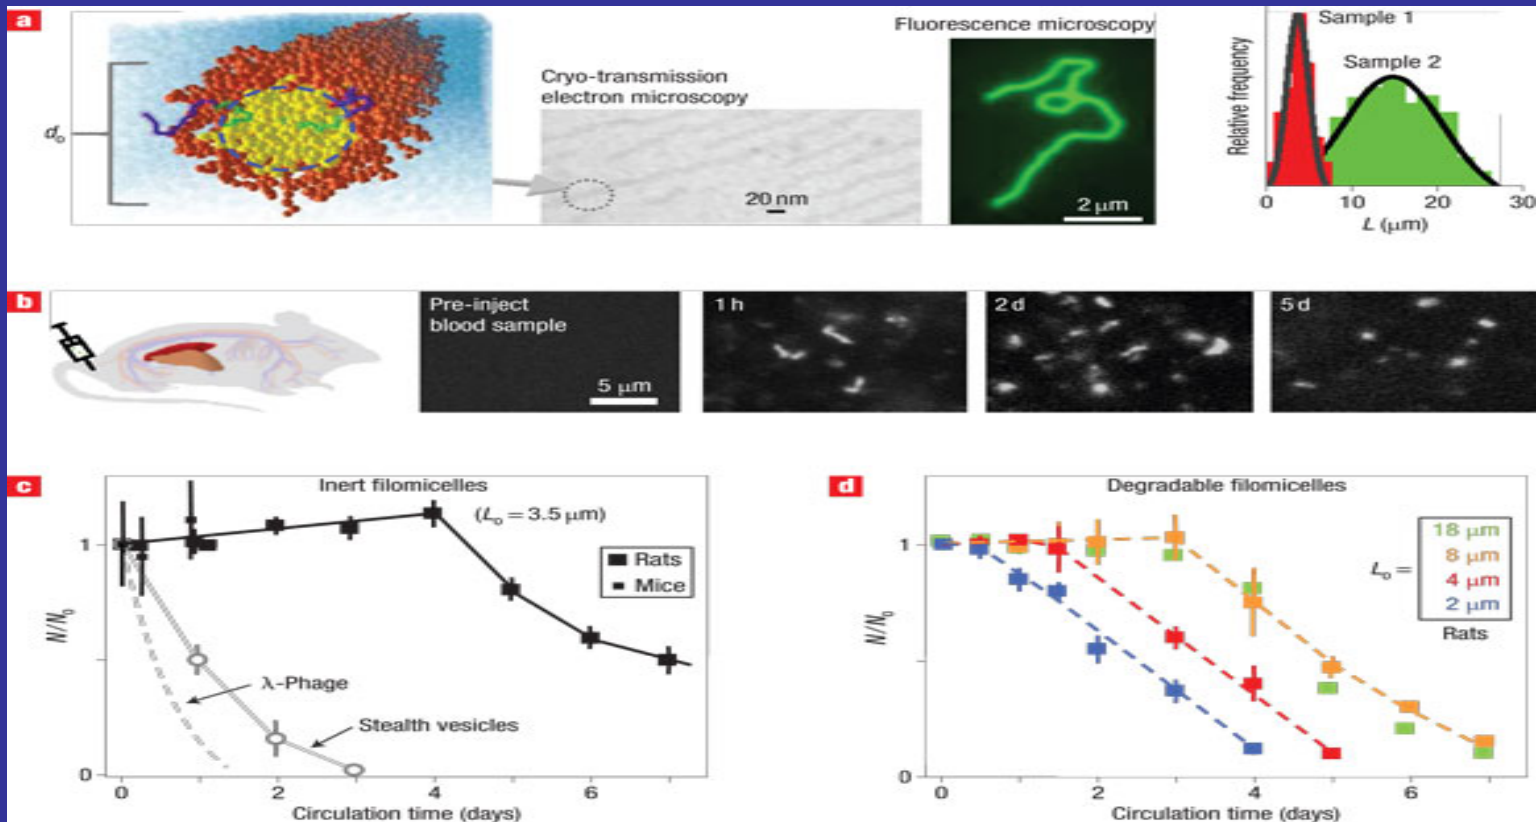 a
d₀
Cryo-transmission
electron microscopy
20 nm
Fluorescence microscopy
2 μm
Sample 1
Sample 2
Relative frequency
0 10 20 30
L (μm)
b
Pre-inject
blood sample
5 μm
1 h
2 d
5 d
c
Inert filomicelles
(L₀ = 3.5 μm)
Rats
Mice
N/N₀
1
0
λ-Phage
Stealth vesicles
0 2 4 6
Circulation time (days)
d
Degradable filomicelles
L₀ =
18 μm
8 μm
4 μm
2 μm
Rats
N/N₀
1
0
0 2 4 6
Circulation time (days)